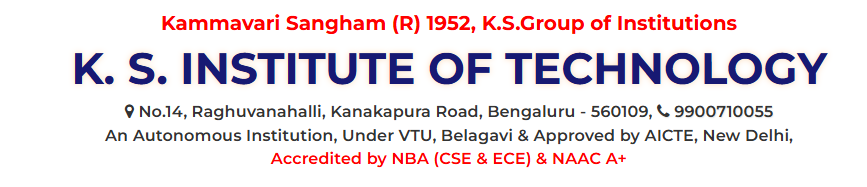 Kammavari Sangham (R) 1952, K.S.Group of Institutions
K. S. INSTITUTE OF TECHNOLOGY
No.14, Raghuvanahalli, Kanakapura Road, Bengaluru - 560109, 9900710055
An Autonomous Institution, Under VTU, Belagavi & Approved by AICTE, New Delhi,
Accredited by NBA (CSE & ECE) & NAAC A+